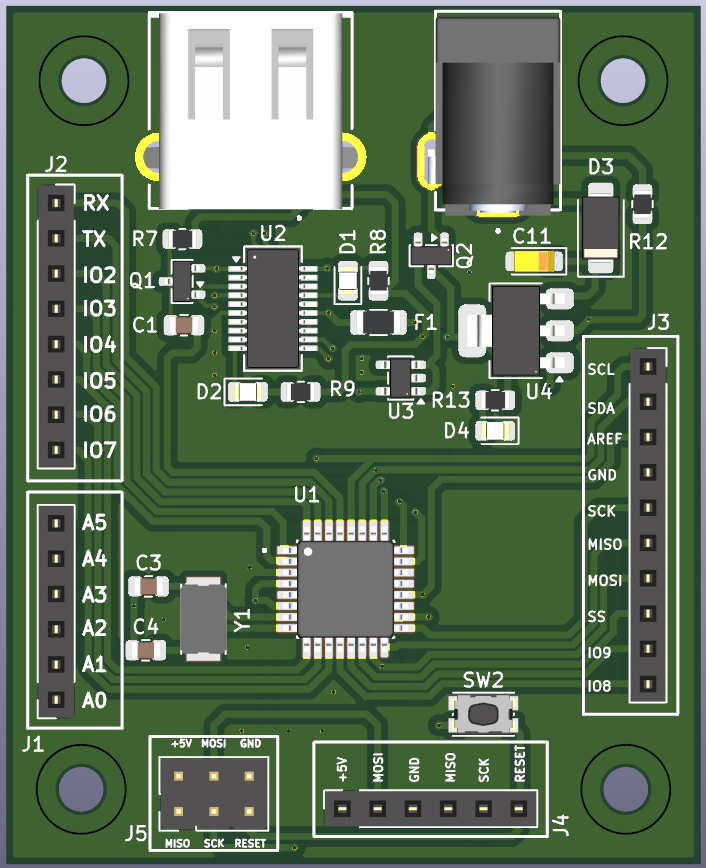 J2
RX
TX
IO2
IO3
IO4
IO5
IO6
IO7
R7
U2
Q1
C1
D1
R8
Q2
D3
C11
R12
F1
D2
R9
U3
R13
U4
D4
J3
SCL
SDA
AREF
GND
SCK
MISO
MOSI
SS
IO9
IO8
U1
A5
A4
A3
A2
A1
A0
J1
C3
C4
Y1
SW2
+5V MOSI GND
MISO SCK RESET
J5
+5V
MOSI
GND
MISO
SCK
RESET
J4